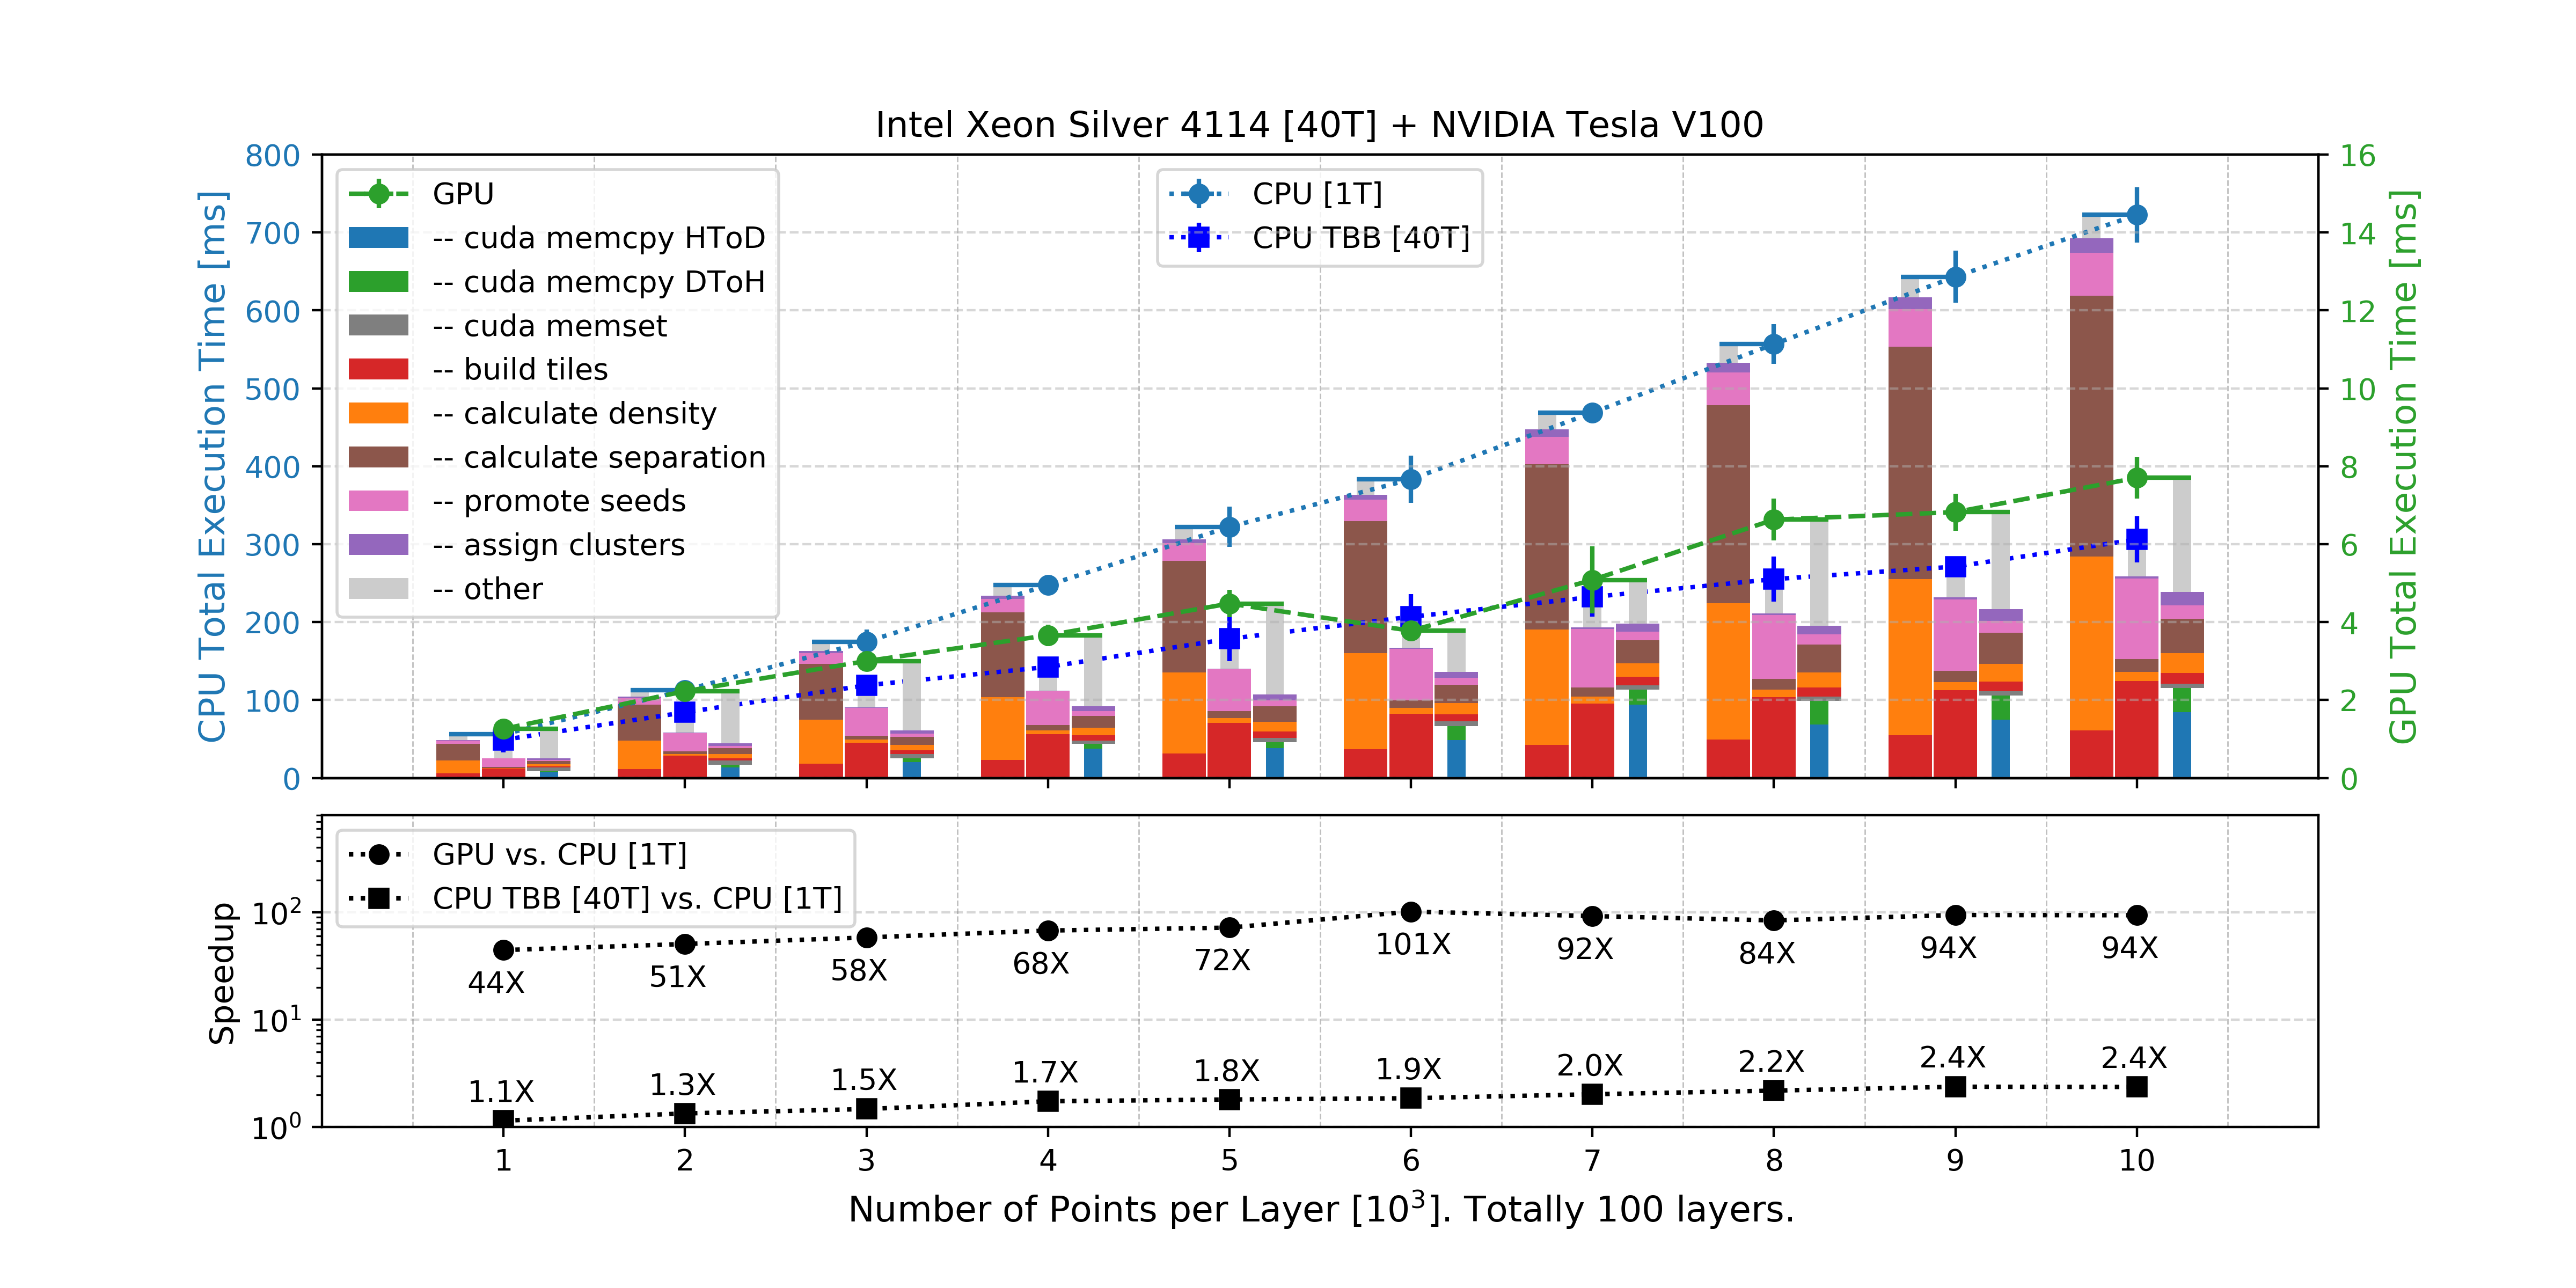 Intel Xeon Silver 4114 [40T] + NVIDIA Tesla V100
CPU Total Execution Time [ms]
800
700
600
500
400
300
200
100
0
GPU
-- cuda memcpy HToD
-- cuda memcpy DToH
-- cuda memset
-- build tiles
-- calculate density
-- calculate separation
-- promote seeds
-- assign clusters
-- other
CPU [1T]
CPU TBB [40T]
16
14
12
10
8
6
4
2
0
GPU Total Execution Time [ms]
Speedup
10²
10¹
10⁰
GPU vs. CPU [1T]
CPU TBB [40T] vs. CPU [1T]
44X 51X 58X 68X 72X 101X 92X 84X 94X 94X
1.1X 1.3X 1.5X 1.7X 1.8X 1.9X 2.0X 2.2X 2.4X 2.4X
1 2 3 4 5 6 7 8 9 10
Number of Points per Layer [10³]. Totally 100 layers.